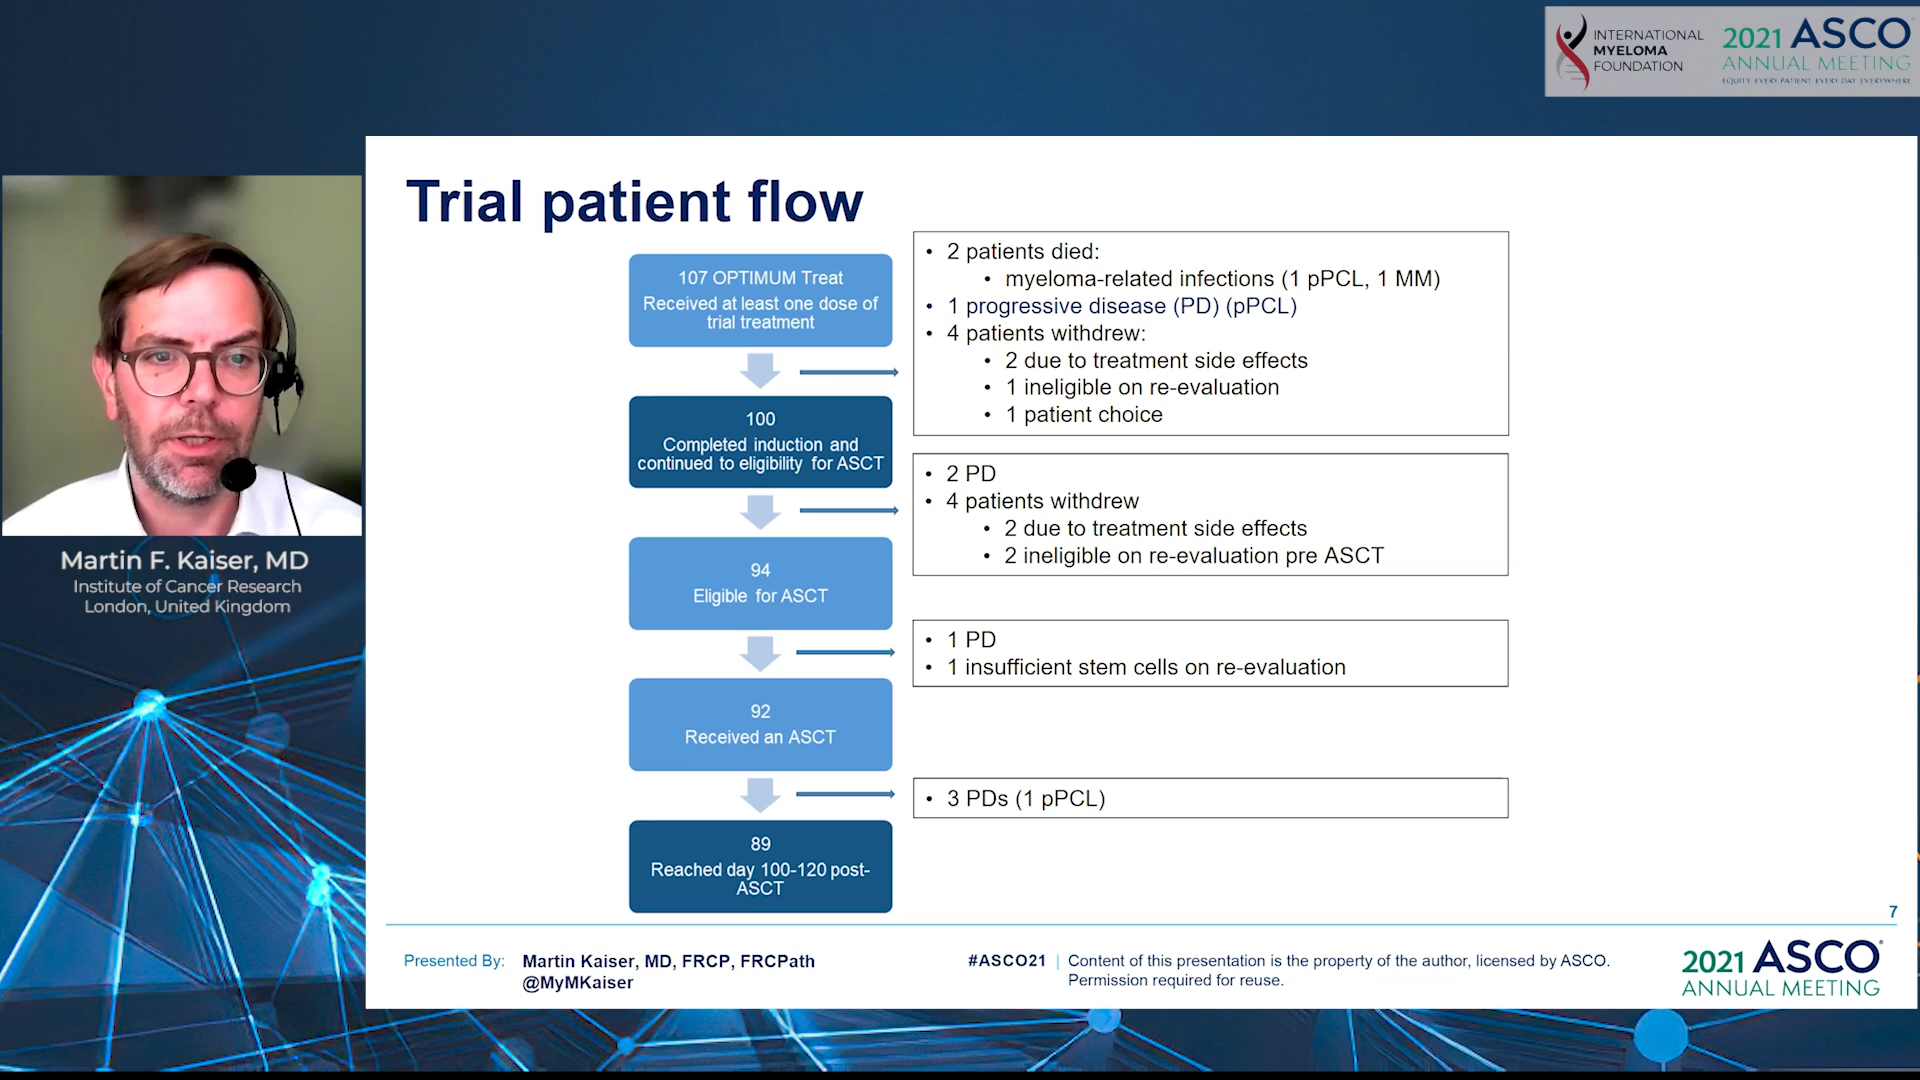 INTERNATIONAL
MYELOMA
FOUNDATION
2021 ASCO
ANNUAL MEETING
EQUITY: EVERY PATIENT. EVERY DAY. EVERYWHERE.
Trial patient flow
107 OPTIMUM Treat
Received at least one dose of
trial treatment
• 2 patients died:
• myeloma-related infections (1 pPCL, 1 MM)
• 1 progressive disease (PD) (pPCL)
• 4 patients withdrew:
• 2 due to treatment side effects
• 1 ineligible on re-evaluation
• 1 patient choice
100
Completed induction and
continued to eligibility for ASCT
• 2 PD
• 4 patients withdrew
• 2 due to treatment side effects
• 2 ineligible on re-evaluation pre ASCT
94
Eligible for ASCT
• 1 PD
• 1 insufficient stem cells on re-evaluation
92
Received an ASCT
• 3 PDs (1 pPCL)
89
Reached day 100-120 post-
ASCT
Martin F. Kaiser, MD
Institute of Cancer Research
London, United Kingdom
7
Presented By: Martin Kaiser, MD, FRCP, FRCPath
@MyMKaiser
#ASCO21 | Content of this presentation is the property of the author, licensed by ASCO.
Permission required for reuse.
2021 ASCO®
ANNUAL MEETING